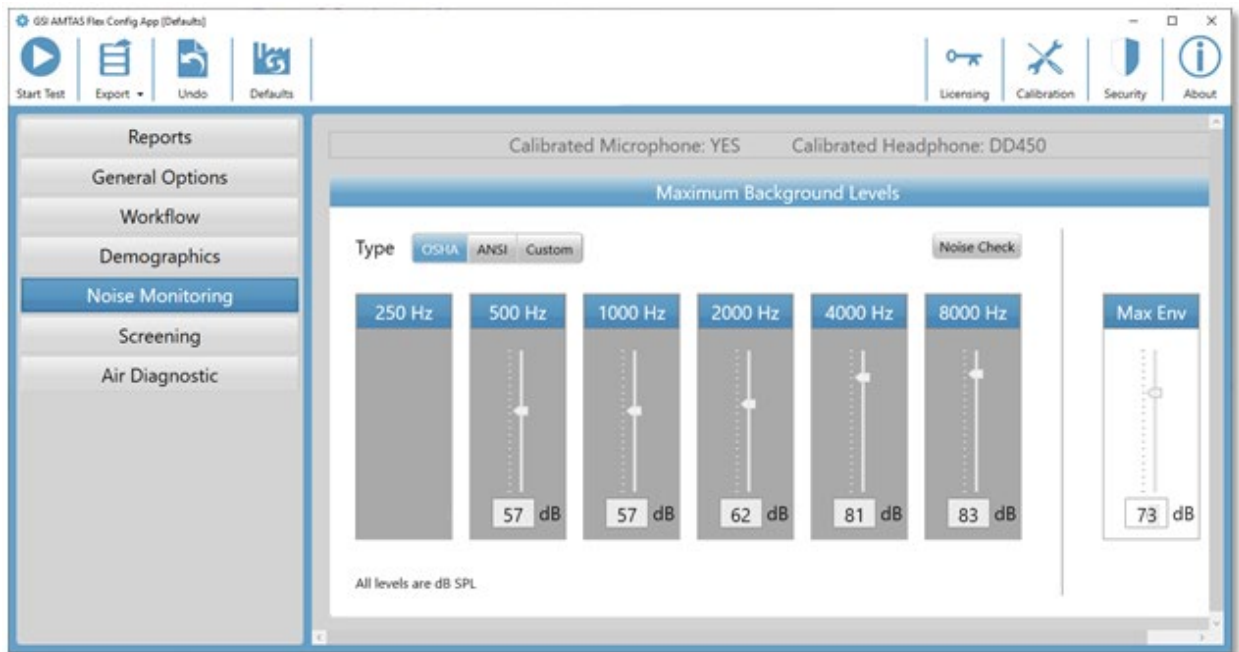 GSI AMTAS Flex Config App [Defaults]
Start Test Export Undo Defaults Licensing Calibration Security About
Reports
General Options
Workflow
Demographics
Noise Monitoring
Screening
Air Diagnostic
Calibrated Microphone: YES Calibrated Headphone: DD450
Maximum Background Levels
Type OSHA ANSI Custom Noise Check
250 Hz 500 Hz 1000 Hz 2000 Hz 4000 Hz 8000 Hz Max Env
57 dB 57 dB 62 dB 81 dB 83 dB 73 dB
All levels are dB SPL